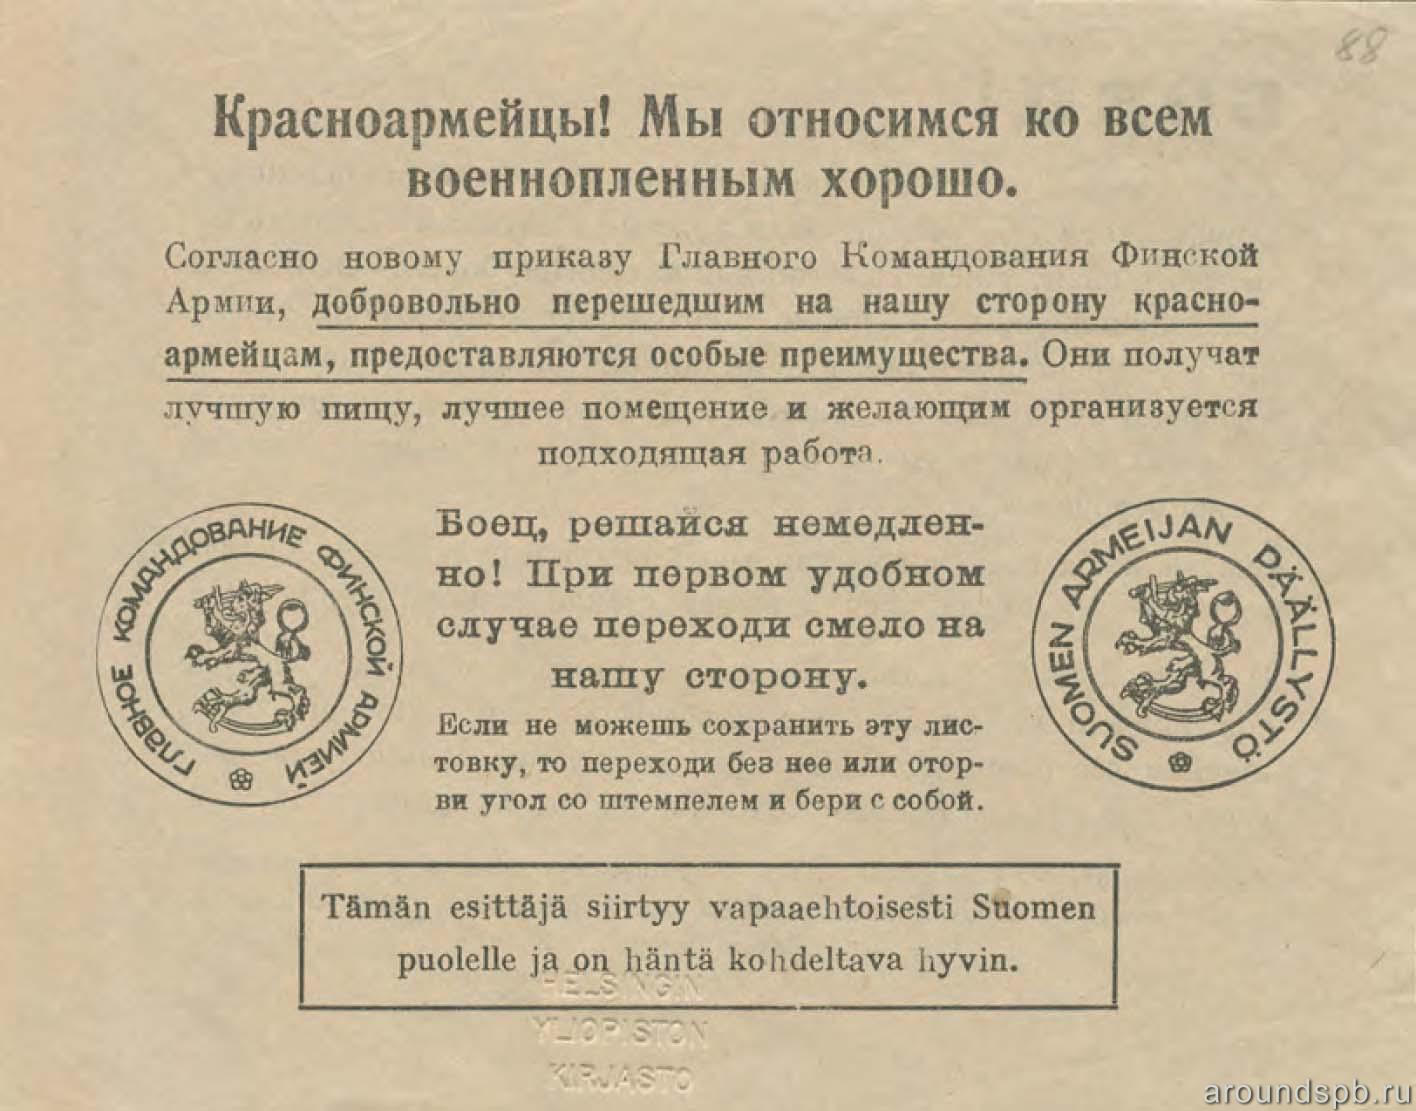 88
Красноармейцы! Мы относимся ко всем
военнопленным хорошо.
Согласно новому приказу Главного Командования Финской
Армии, добровольно перешедшим на нашу сторону красно-
армейцам, предоставляются особые преимущества. Они получат
лучшую пищу, лучшее помещение и желающим организуется
подходящая работа.
ГЛАВНОЕ КОМАНДОВАНИЕ ФИНСКОЙ АРМИЕЙ
Боец, решайся немедлен-
но! При первом удобном
случае переходи смело на
нашу сторону.
Если не можешь сохранить эту лис-
товку, то переходи без нее или отор-
ви угол со штемпелем и бери с собой.
SUOMEN ARMEIJAN PÄÄLLYSTÖ
Tämän esittäjä siirtyy vapaaehtoisesti Suomen
puolelle ja on häntä kohdeltava hyvin.
HELSINGIN
YLIOPISTON
KIRJASTO
aroundspb.ru